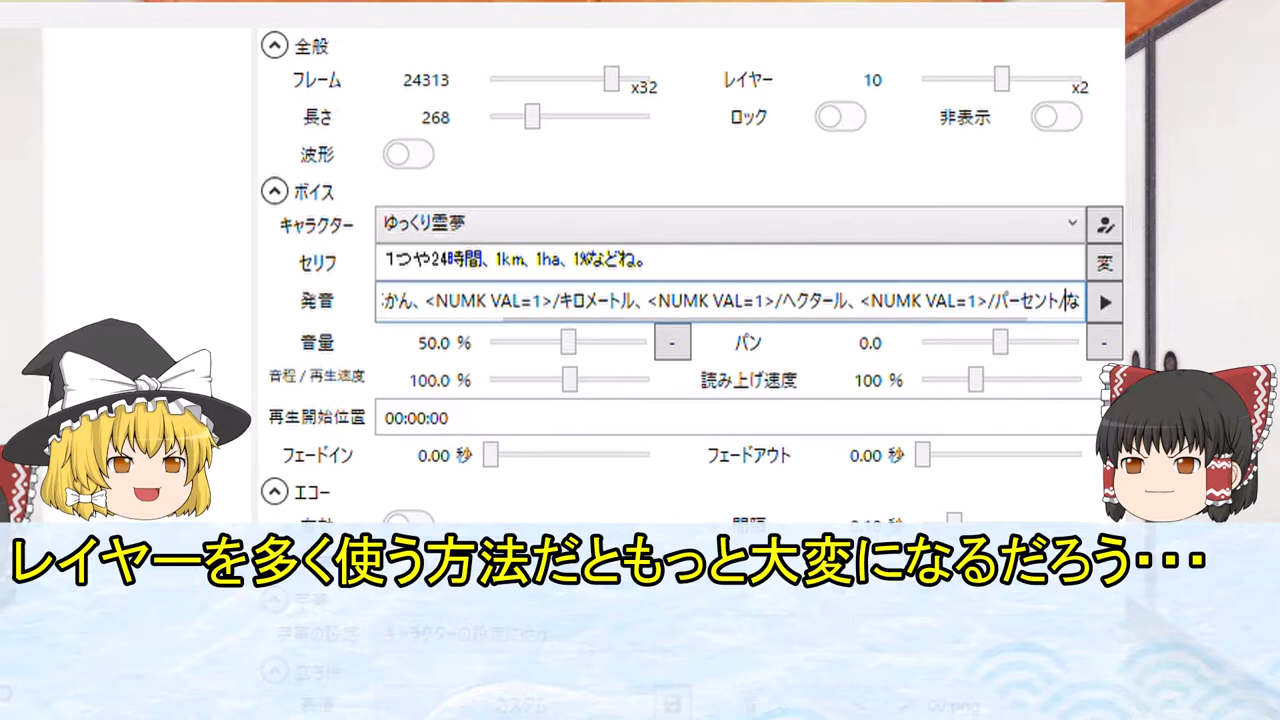 全般
フレーム 24313 x32 レイヤー 10 x2
長さ 268 ロック 非表示
波形
ボイス
キャラクター ゆっくり霊夢
セリフ 1つや24時間、1km、1ha、1%などね。 変
発音 かん、<NUMK VAL=1>/キロメートル、<NUMK VAL=1>/ヘクタール、<NUMK VAL=1>/パーセント/な
音量 50.0 % - パン 0.0 -
音程 / 再生速度 100.0 % 読み上げ速度 100 %
再生開始位置 00:00:00
フェードイン 0.00 秒 フェードアウト 0.00 秒
エコー
レイヤーを多く使う方法だともっと大変になるだろう・・・